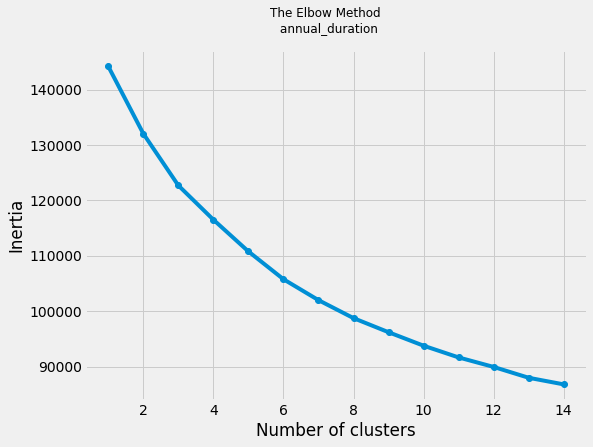 The Elbow Method
annual_duration
140000
130000
120000
110000
100000
90000
Inertia
2 4 6 8 10 12 14
Number of clusters